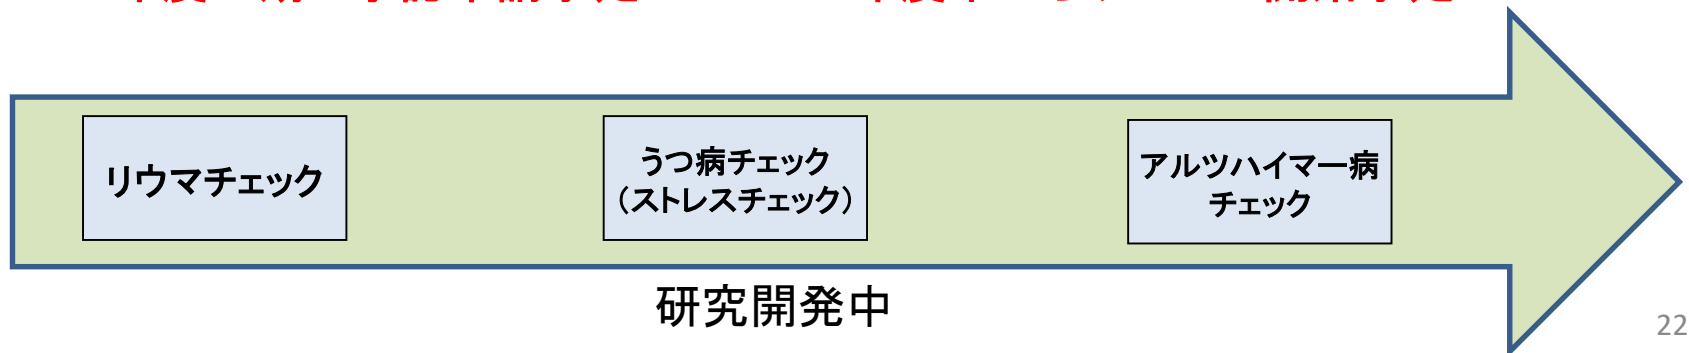 リウマチェック
うつ病チェック
(ストレスチェック)
アルツハイマー病
チェック
研究開発中
22